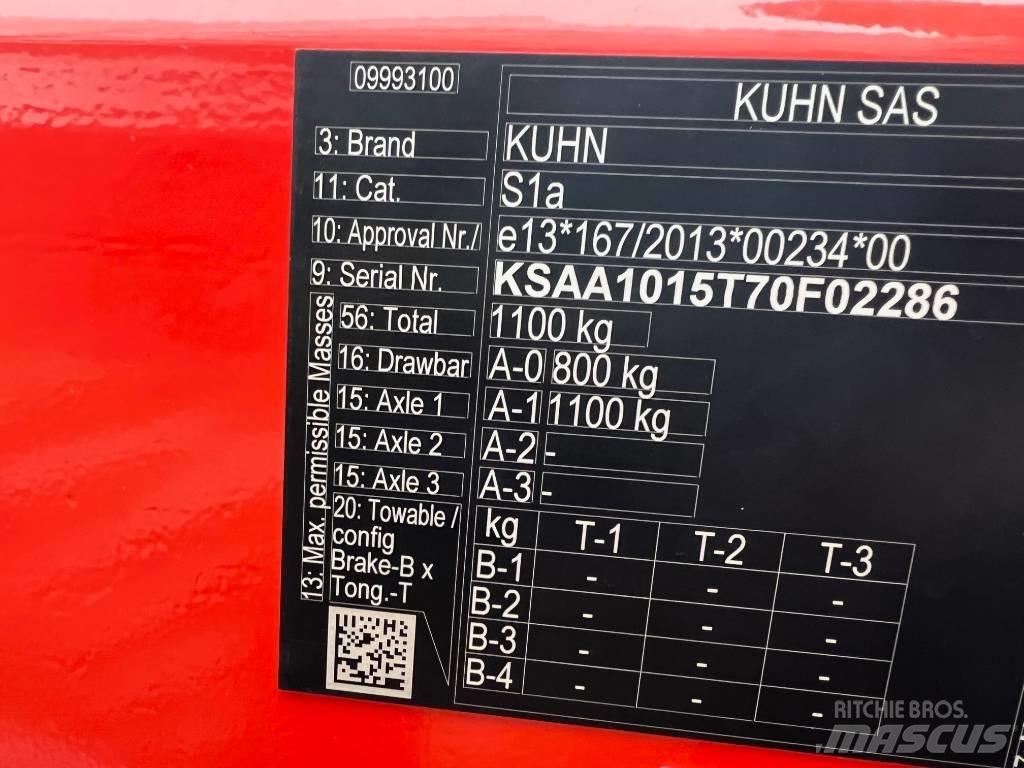 09993100
KUHN SAS
3: Brand KUHN
11: Cat. S1a
10: Approval Nr./ e13*167/2013*00234*00
9: Serial Nr. KSAA1015T70F02286
13: Max. permissible Masses
56: Total 1100 kg
16: Drawbar A-0 800 kg
15: Axle 1 A-1 1100 kg
15: Axle 2 A-2 -
15: Axle 3 A-3 -
20: Towable /
config
Brake-B x
Tong.-T
kg T-1 T-2 T-3
B-1 - - -
B-2 - - -
B-3 - - -
B-4 - - -
RITCHIE BROS.
MASCUS